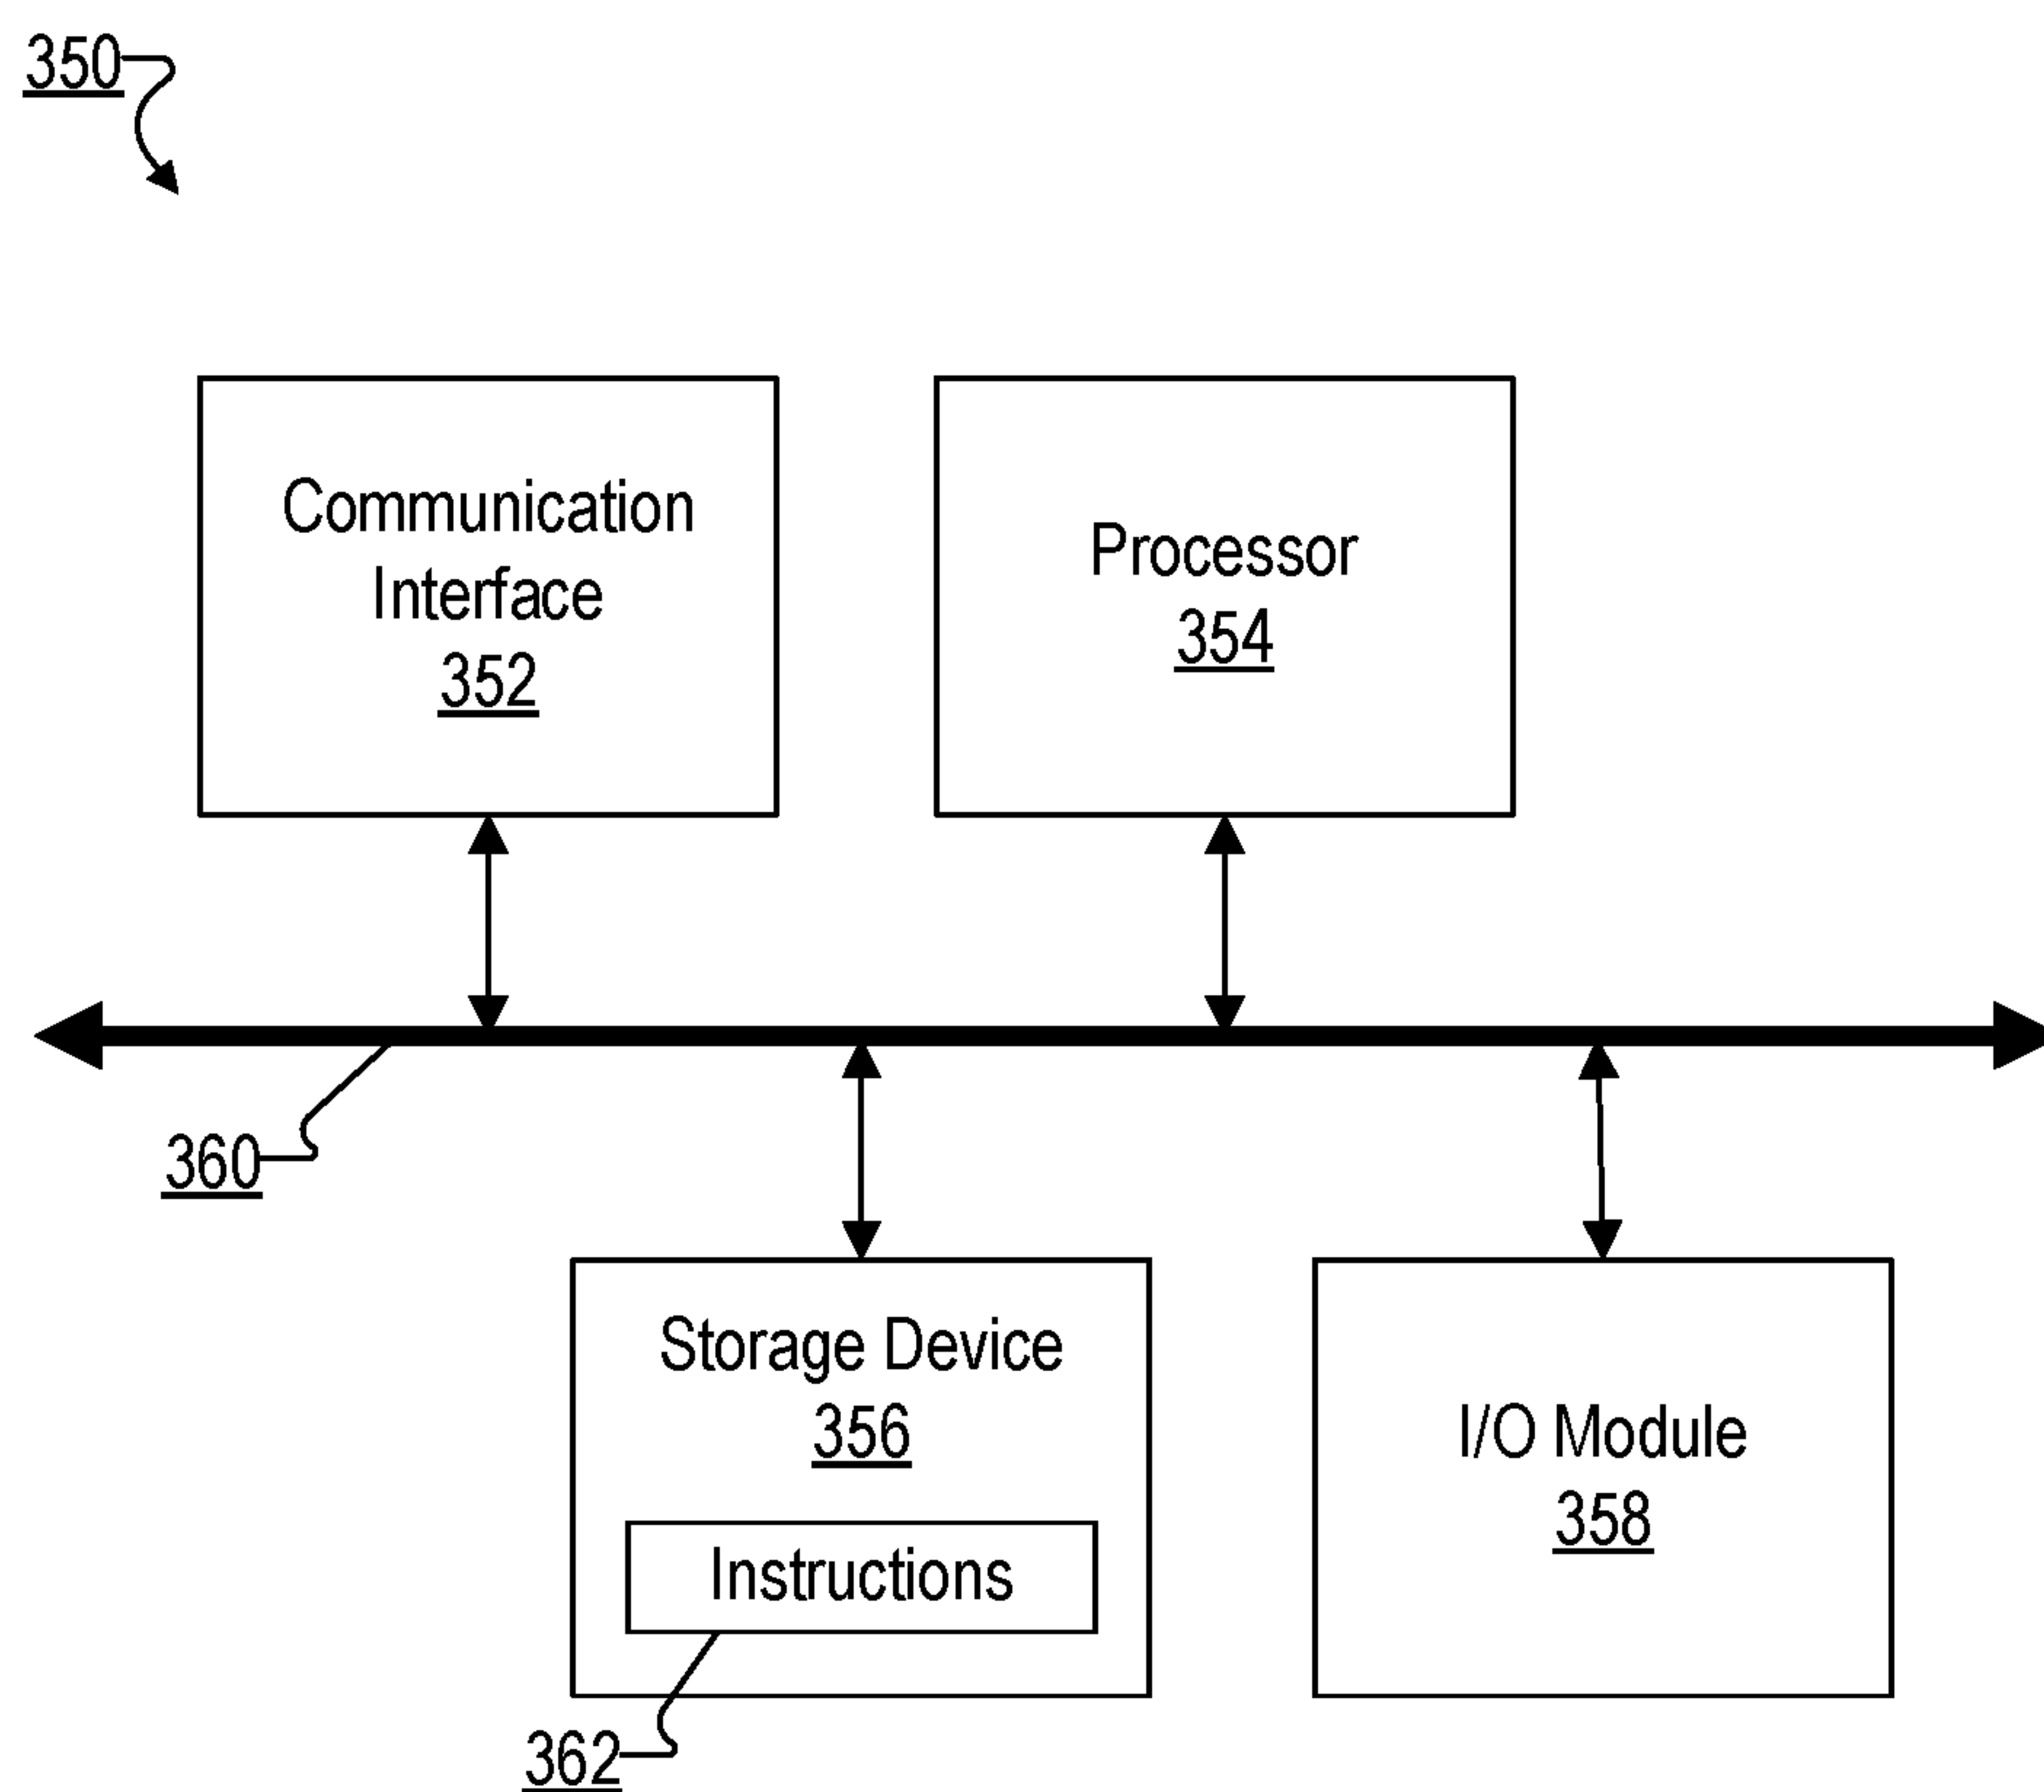 350
Communication
Interface
352
Processor
354
360
Storage Device
356
Instructions
362
I/O Module
358